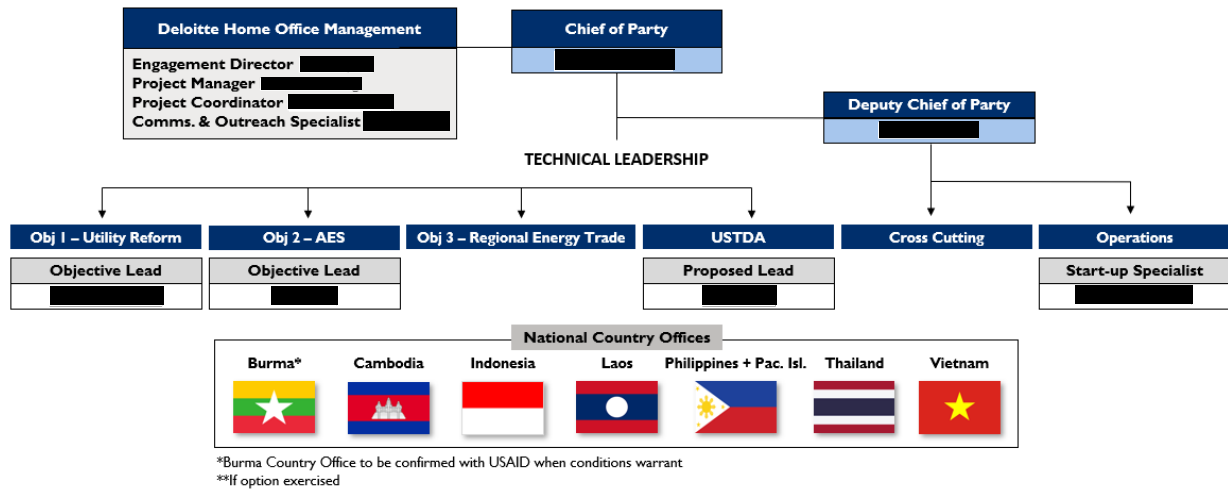 Deloitte Home Office Management
Engagement Director
Project Manager
Project Coordinator
Comms. & Outreach Specialist
Chief of Party
Deputy Chief of Party
TECHNICAL LEADERSHIP
Obj 1 – Utility Reform
Objective Lead
Obj 2 – AES
Objective Lead
Obj 3 – Regional Energy Trade
USTDA
Proposed Lead
Cross Cutting
Operations
Start-up Specialist
National Country Offices
Burma*
Cambodia
Indonesia
Laos
Philippines + Pac. Isl.
Thailand
Vietnam
*Burma Country Office to be confirmed with USAID when conditions warrant
**If option exercised